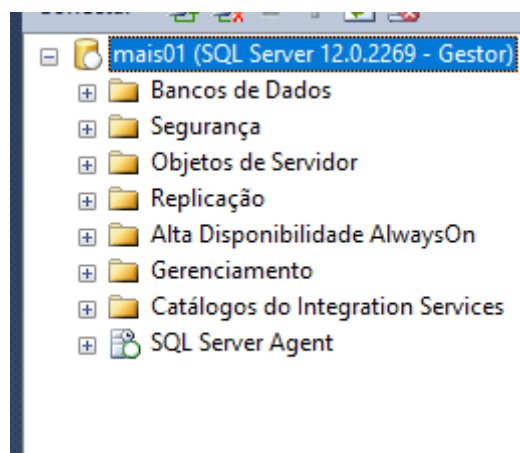 mais01 (SQL Server 12.0.2269 - Gestor)
Bancos de Dados
Segurança
Objetos de Servidor
Replicação
Alta Disponibilidade AlwaysOn
Gerenciamento
Catálogos do Integration Services
SQL Server Agent